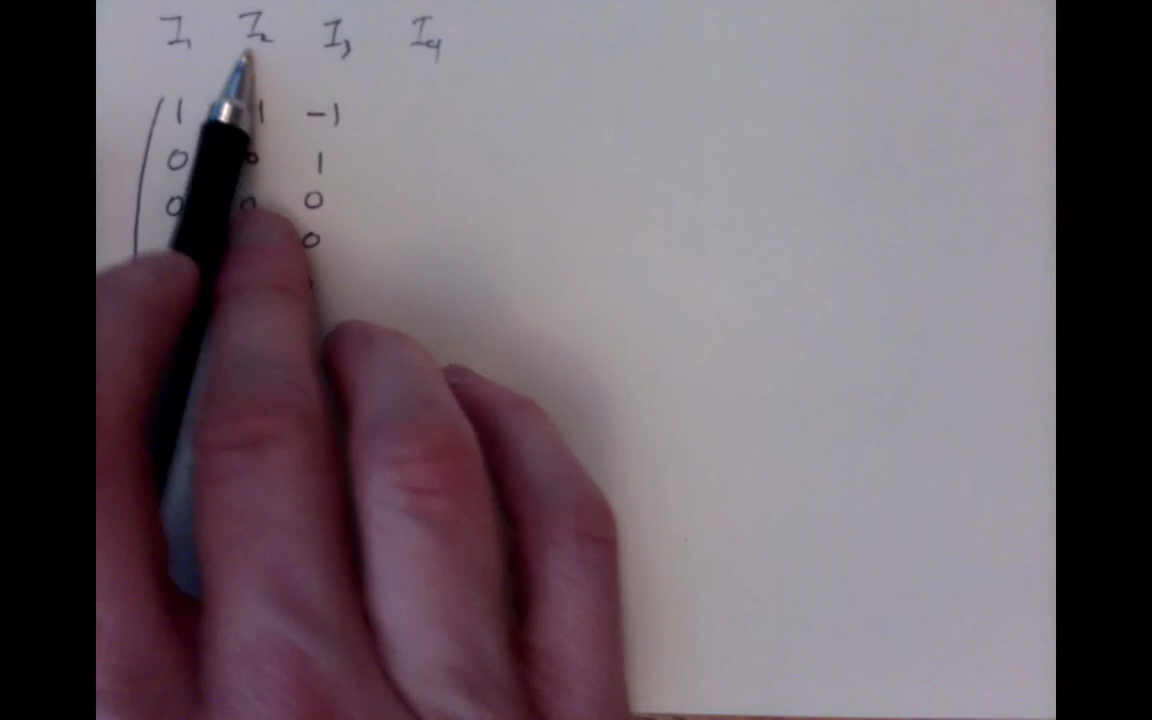 I₁ I₂ I₃ I₄
( 1 1 -1
0 0 1
0 0 0
0